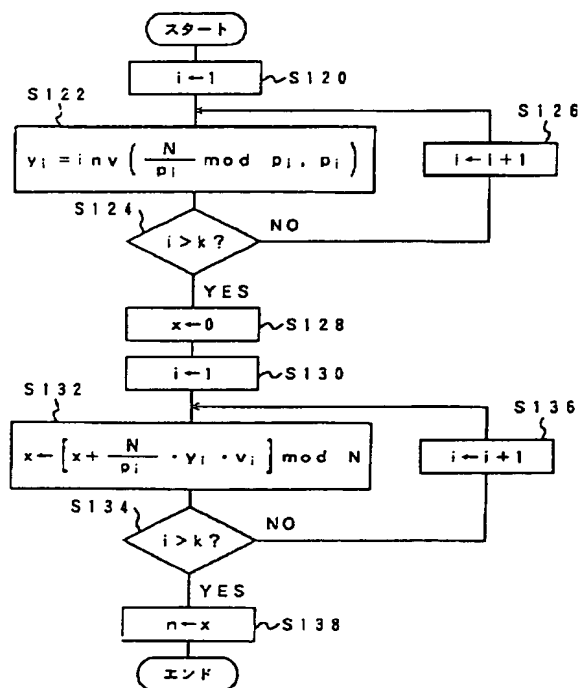 スタート
i←1
S120
S122
S126
yi = inv ( N/pi mod pi, pi )
i←i+1
S124
i>k?
NO
YES
x←0
S128
i←1
S130
S132
S136
x←[x+ N/pi ・yi・vi] mod N
i←i+1
S134
i>k?
NO
YES
n←x
S138
エンド